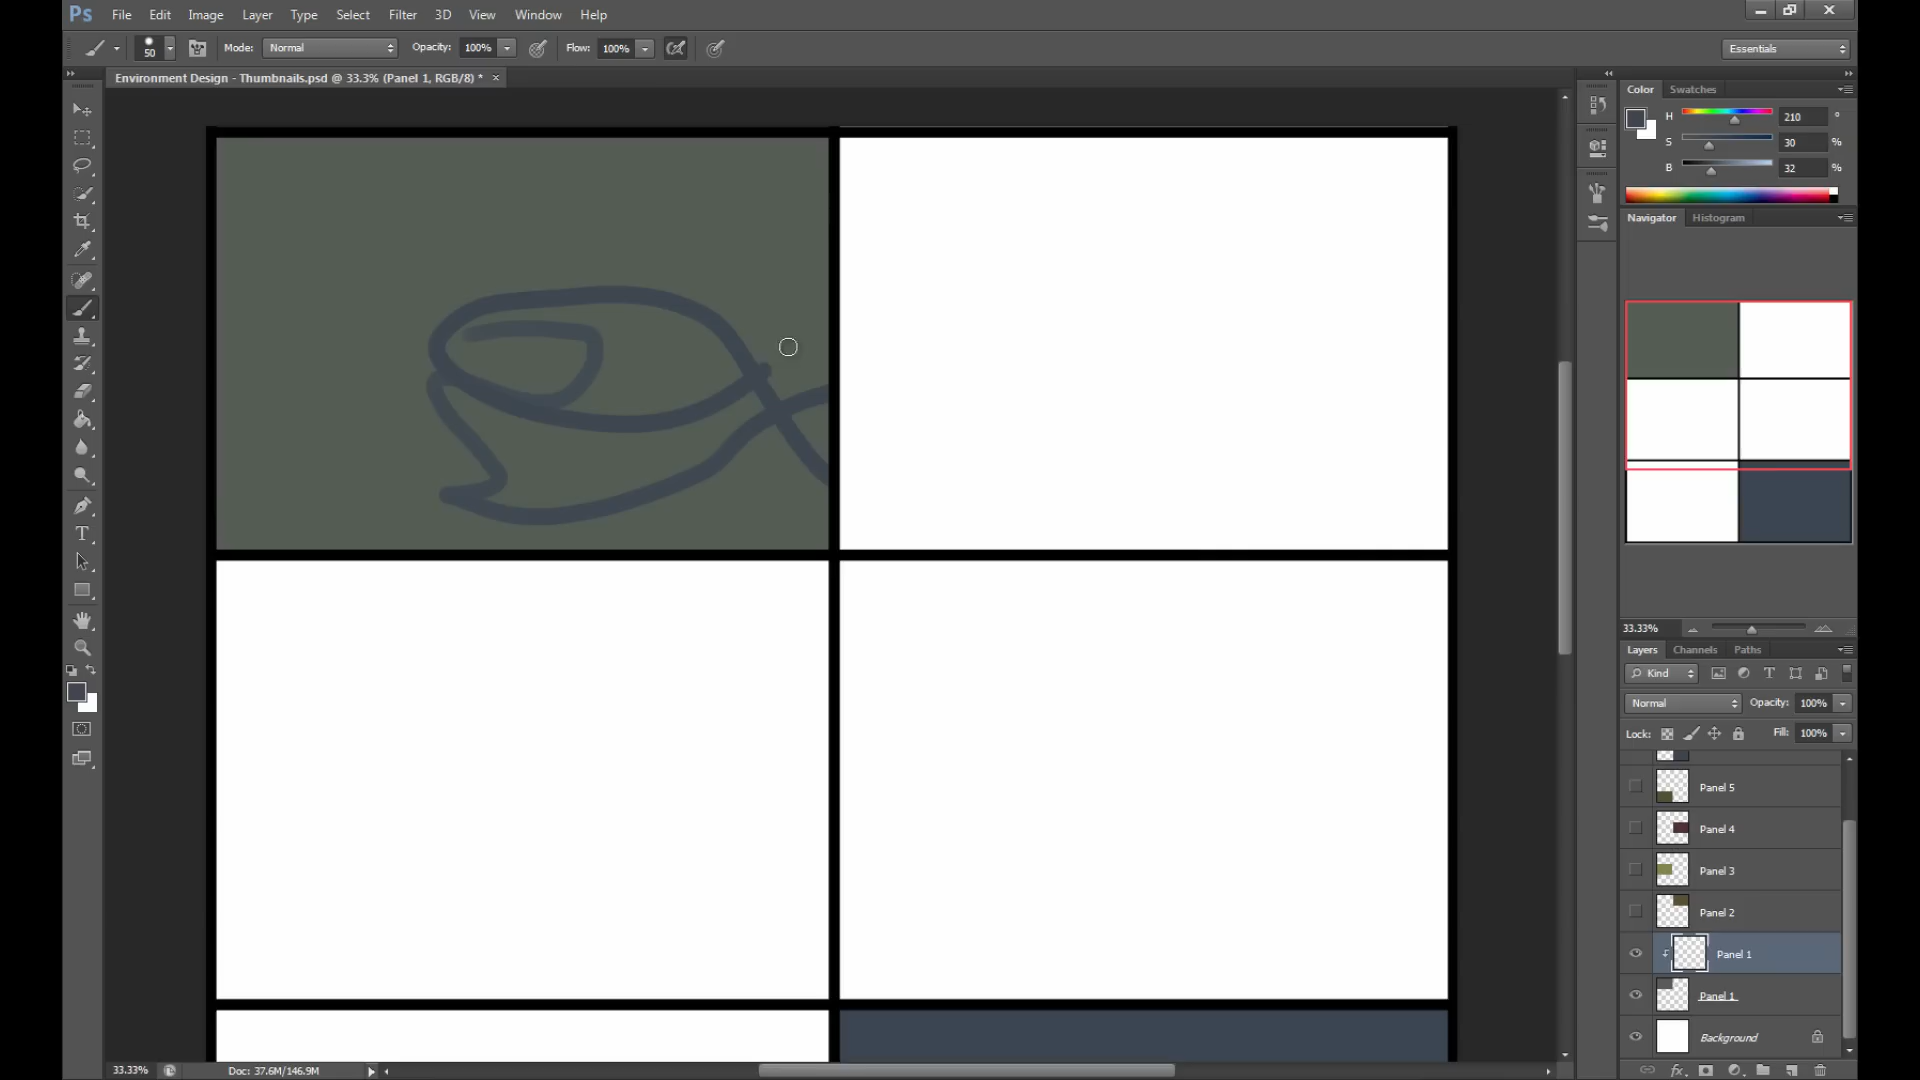 Ps File Edit Image Layer Type Select Filter 3D View Window Help
50 Mode: Normal Opacity: 100% Flow: 100% Essentials
Environment Design - Thumbnails.psd @ 33.3% (Panel 1, RGB/8) * ×
Color Swatches
H 210 °
S 30 %
B 32 %
Navigator Histogram
33.33%
Layers Channels Paths
Kind
Normal Opacity: 100%
Lock: Fill: 100%
Panel 5
Panel 4
Panel 3
Panel 2
Panel 1
Panel 1
Background
33.33% Doc: 37.6M/146.9M